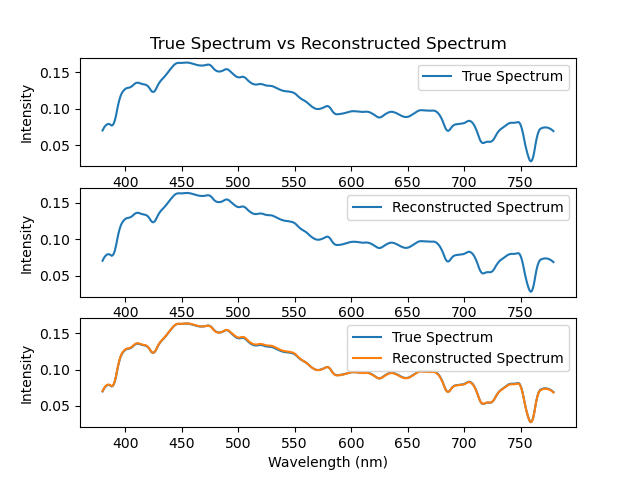 True Spectrum vs Reconstructed Spectrum
0.15
0.10
0.05
Intensity
True Spectrum
400 450 500 550 600 650 700 750
0.15
0.10
0.05
Intensity
Reconstructed Spectrum
400 450 500 550 600 650 700 750
0.15
0.10
0.05
Intensity
True Spectrum
Reconstructed Spectrum
400 450 500 550 600 650 700 750
Wavelength (nm)